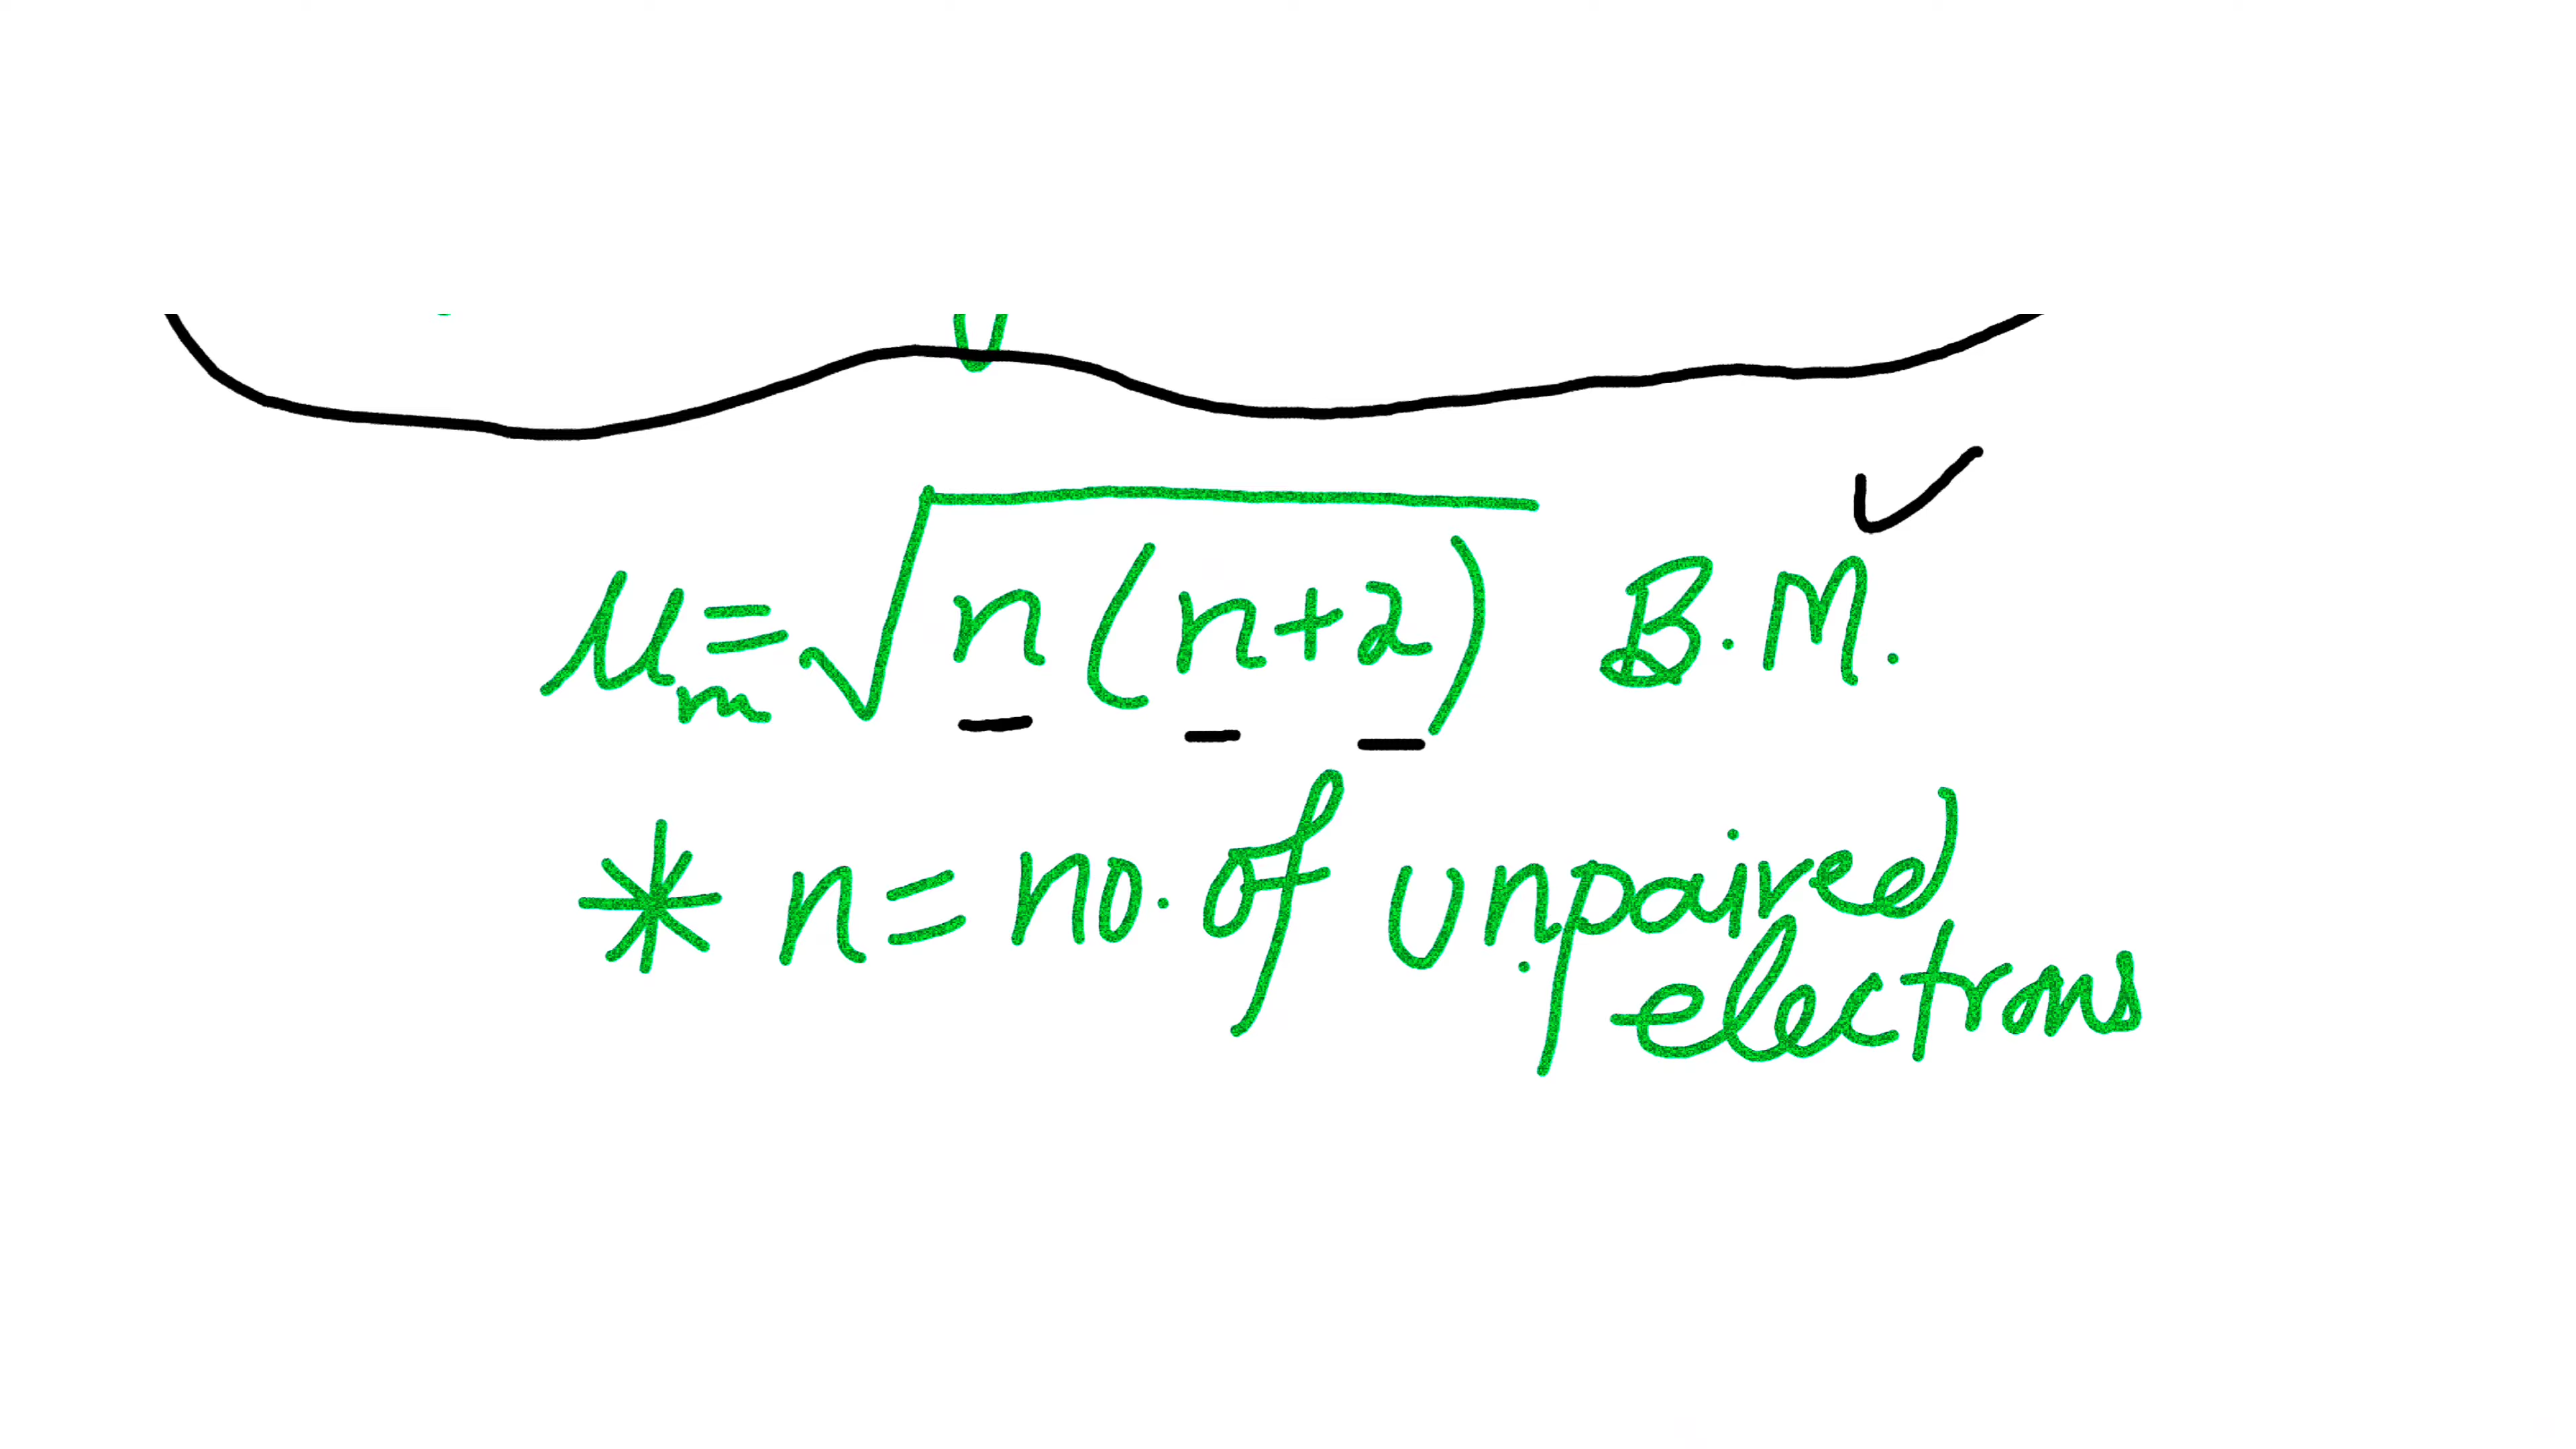 μm = √n(n+2) B.M.
* n = no. of unpaired
electrons